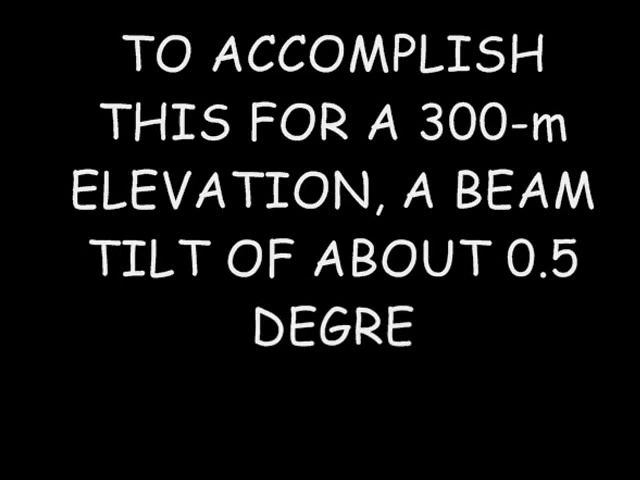 TO ACCOMPLISH
THIS FOR A 300-m
ELEVATION, A BEAM
TILT OF ABOUT 0.5
DEGRE